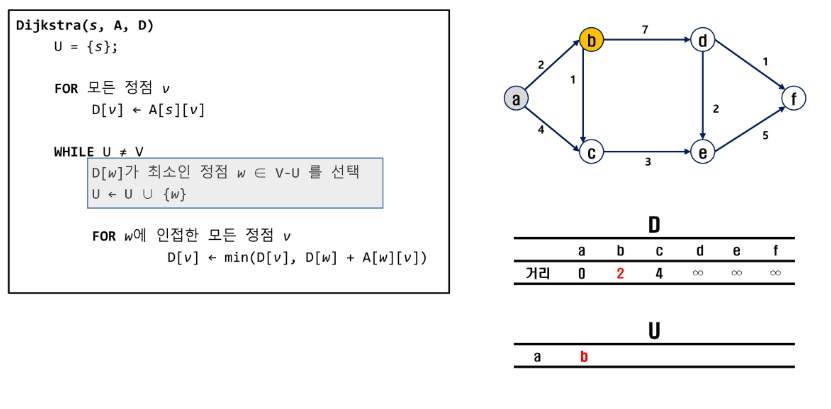 Dijkstra(s, A, D)
U = {s};
FOR 모든 정점 v
D[v] ← A[s][v]
WHILE U ≠ V
D[w]가 최소인 정점 w ∈ V-U 를 선택
U ← U ∪ {w}
FOR w에 인접한 모든 정점 v
D[v] ← min(D[v], D[w] + A[w][v])
b 7 d
2 1 1
a 2 f
4 5
c 3 e
D
a b c d e f
거리 0 2 4 ∞ ∞ ∞
U
a b